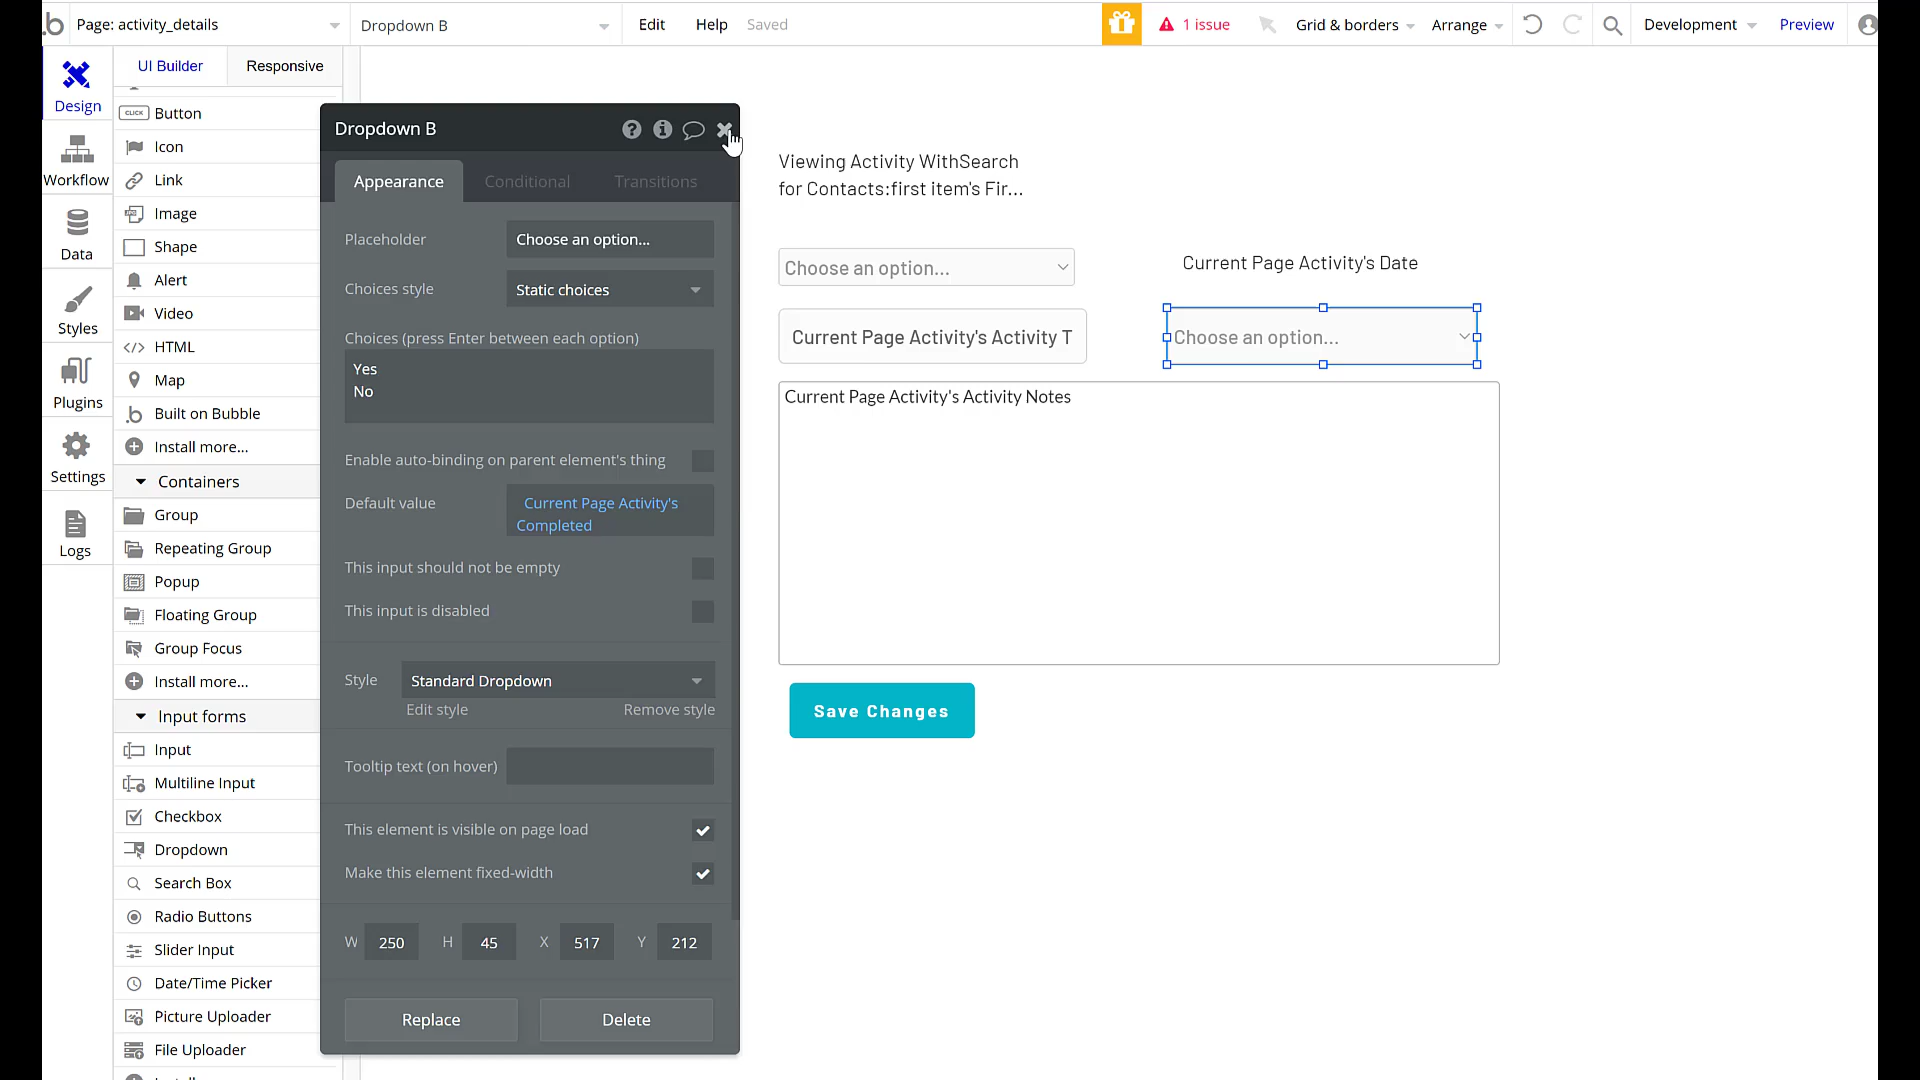 .b Page: activity_details
Dropdown B
Edit
Help
Saved
1 issue
Grid & borders
Arrange
Development
Preview
UI Builder
Responsive
Design
Workflow
Data
Styles
Plugins
Settings
Logs
CLICK Button
Icon
Link
Image
Shape
Alert
Video
</> HTML
Map
.b Built on Bubble
Install more...
Containers
Group
Repeating Group
Popup
Floating Group
Group Focus
Install more...
Input forms
Input
Multiline Input
Checkbox
Dropdown
Search Box
Radio Buttons
Slider Input
Date/Time Picker
Picture Uploader
File Uploader
Dropdown B
Appearance
Conditional
Transitions
Placeholder
Choose an option...
Choices style
Static choices
Choices (press Enter between each option)
Yes
No
Enable auto-binding on parent element's thing
Default value
Current Page Activity's
Completed
This input should not be empty
This input is disabled
Style
Standard Dropdown
Edit style
Remove style
Tooltip text (on hover)
This element is visible on page load
Make this element fixed-width
W 250 H 45 X 517 Y 212
Replace
Delete
Viewing Activity WithSearch
for Contacts:first item's Fir...
Choose an option...
Current Page Activity's Date
Current Page Activity's Activity T
Choose an option...
Current Page Activity's Activity Notes
Save Changes